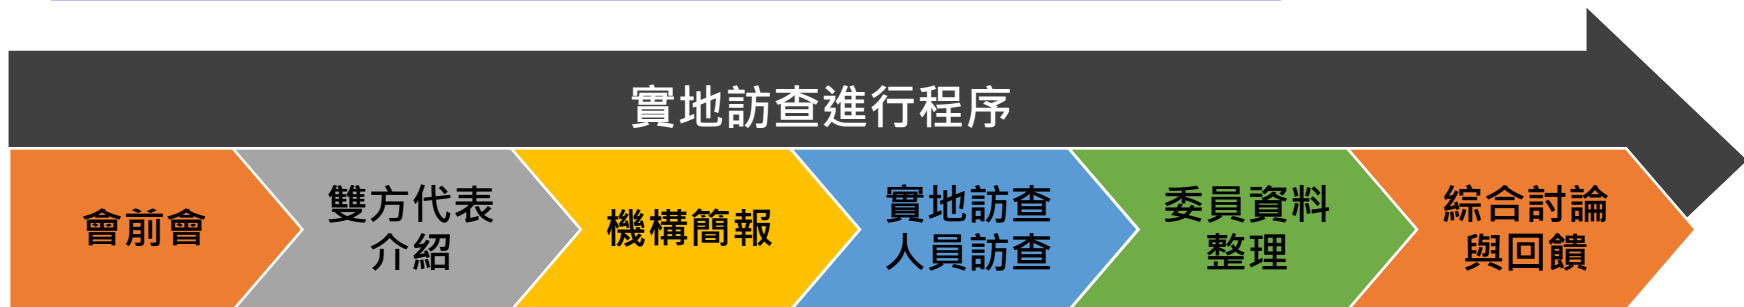 實地訪查進行程序
會前會
雙方代表
介紹
機構簡報
實地訪查
人員訪查
委員資料
整理
綜合討論
與回饋